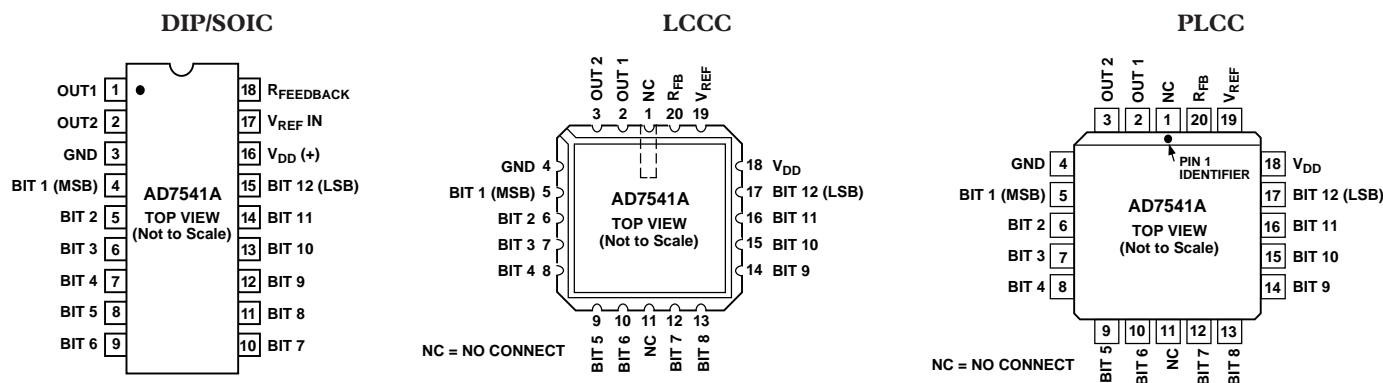 DIP/SOIC
OUT1 1
OUT2 2
GND 3
BIT 1 (MSB) 4
BIT 2 5
BIT 3 6
BIT 4 7
BIT 5 8
BIT 6 9
AD7541A
TOP VIEW
(Not to Scale)
18 RFEEDBACK
17 VREF IN
16 VDD (+)
15 BIT 12 (LSB)
14 BIT 11
13 BIT 10
12 BIT 9
11 BIT 8
10 BIT 7
LCCC
OUT 2
OUT 1
NC
RFB
VREF
3 2 1 20 19
GND 4
BIT 1 (MSB) 5
BIT 2 6
BIT 3 7
BIT 4 8
AD7541A
TOP VIEW
(Not to Scale)
18 VDD
17 BIT 12 (LSB)
16 BIT 11
15 BIT 10
14 BIT 9
9 10 11 12 13
BIT 5
BIT 6
NC
BIT 7
BIT 8
NC = NO CONNECT
PLCC
OUT 2
OUT 1
NC
RFB
VREF
3 2 1 20 19
PIN 1
IDENTIFIER
GND 4
BIT 1 (MSB) 5
BIT 2 6
BIT 3 7
BIT 4 8
AD7541A
TOP VIEW
(Not to Scale)
18 VDD
17 BIT 12 (LSB)
16 BIT 11
15 BIT 10
14 BIT 9
9 10 11 12 13
BIT 5
BIT 6
NC
BIT 7
BIT 8
NC = NO CONNECT